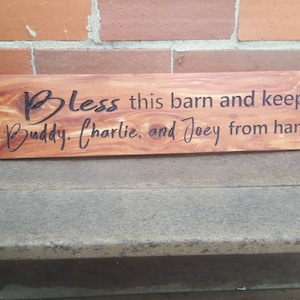 Bless this barn and keep
Buddy, Charlie, and Joey from har